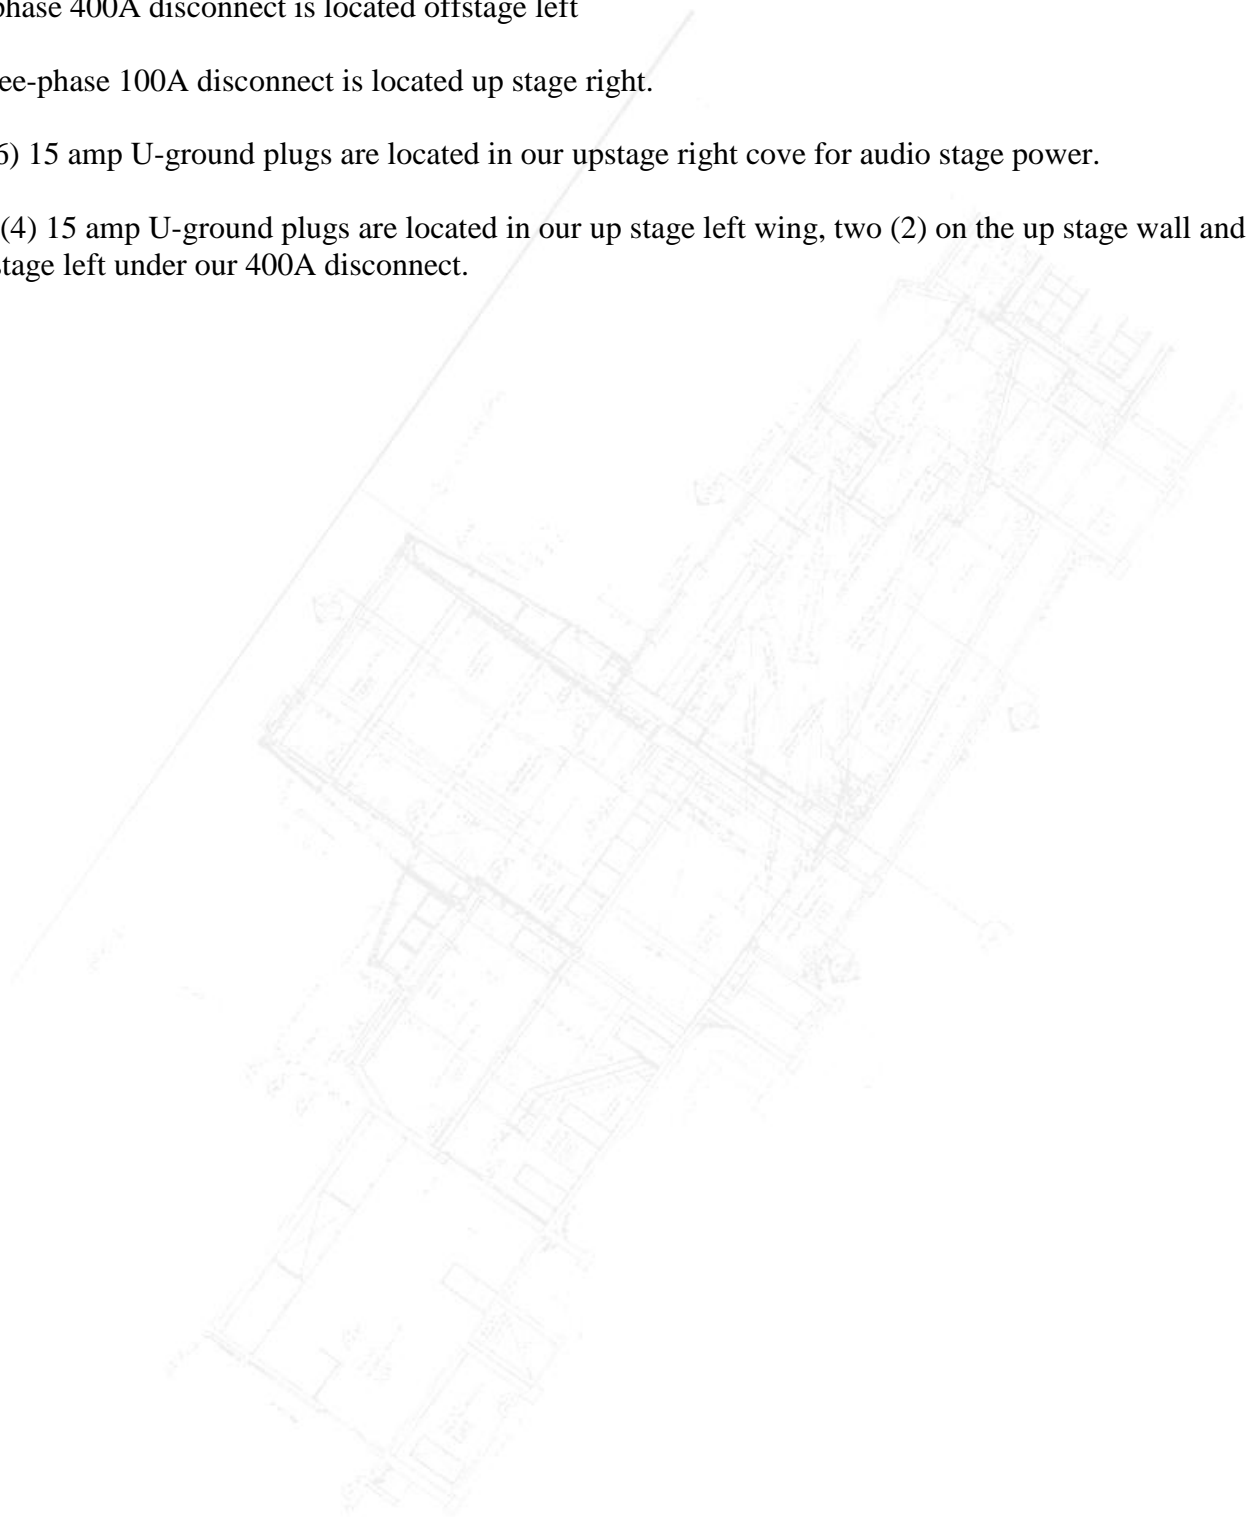 phase 400A disconnect is located offstage left
ee-phase 100A disconnect is located up stage right.
6) 15 amp U-ground plugs are located in our upstage right cove for audio stage power.
(4) 15 amp U-ground plugs are located in our up stage left wing, two (2) on the up stage wall and
stage left under our 400A disconnect.